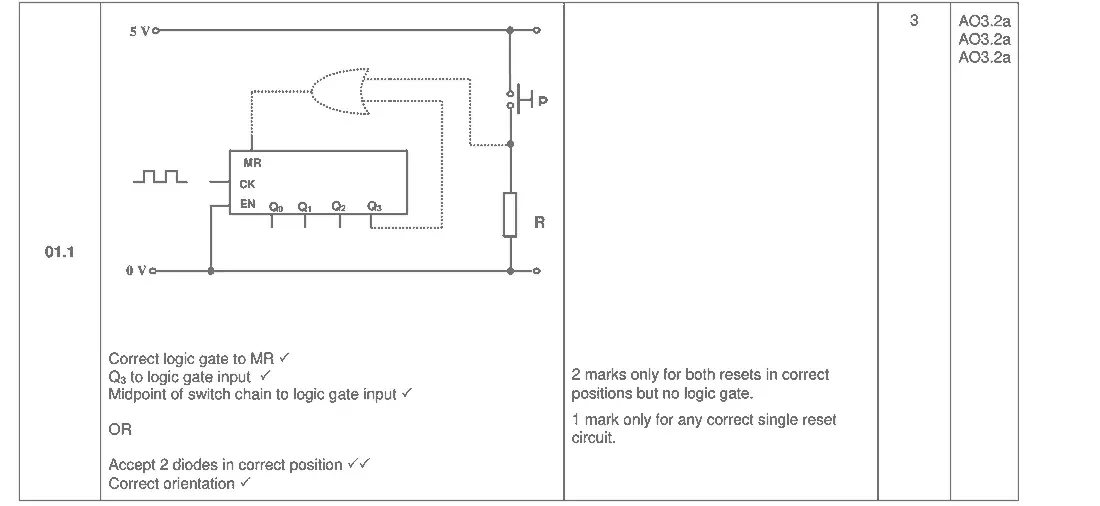 01.1
5 V
P
MR
CK
EN Q₀ Q₁ Q₂ Q₃
R
0 V
Correct logic gate to MR ✓
Q₃ to logic gate input ✓
Midpoint of switch chain to logic gate input ✓
OR
Accept 2 diodes in correct position ✓✓
Correct orientation ✓
2 marks only for both resets in correct
positions but no logic gate.
1 mark only for any correct single reset
circuit.
3
AO3.2a
AO3.2a
AO3.2a